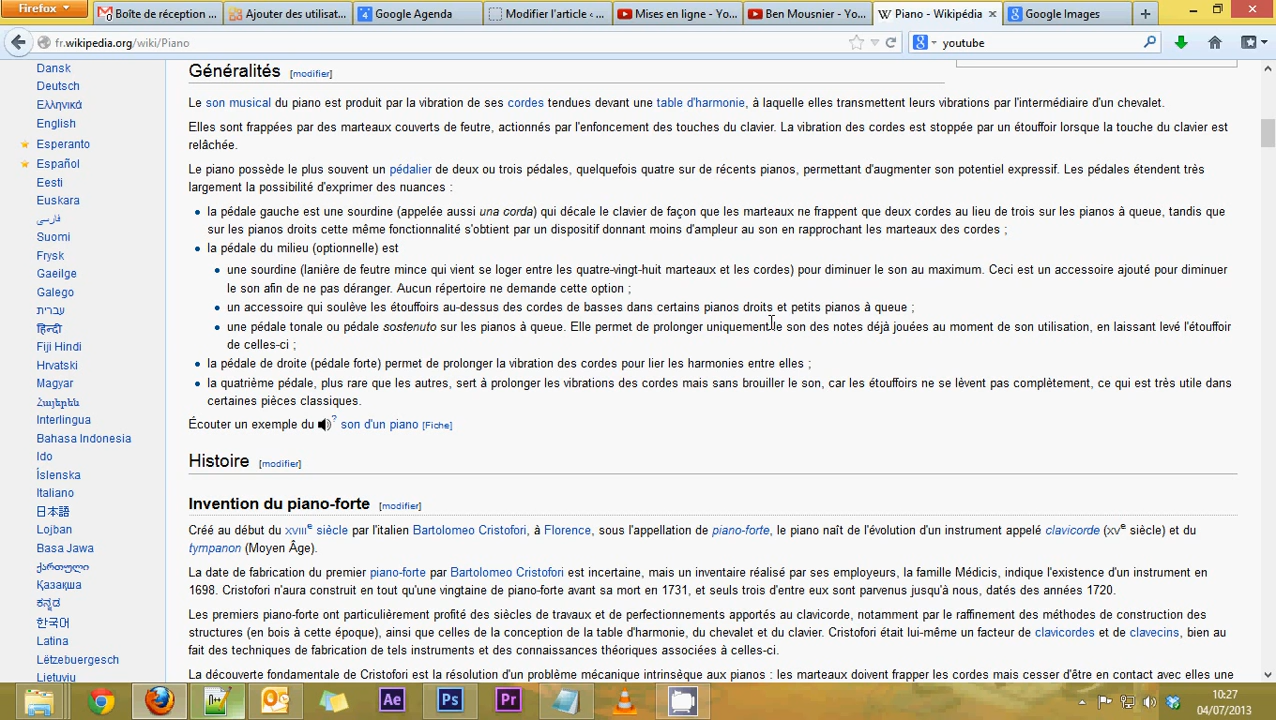 Firefox
Boîte de réception ...
Ajouter des utilisat...
Google Agenda
Modifier l'article ‹ ...
Mises en ligne - Yo...
Ben Mousnier - Yo...
Piano - Wikipédia
Google Images
fr.wikipedia.org/wiki/Piano
youtube
Dansk
Deutsch
Ελληνικά
English
Esperanto
Español
Eesti
Euskara
فارسی
Suomi
Frysk
Gaeilge
Galego
עברית
हिन्दी
Fiji Hindi
Hrvatski
Magyar
Հայերեն
Interlingua
Bahasa Indonesia
Ido
Íslenska
Italiano
日本語
Lojban
Basa Jawa
ქართული
Қазақша
ಕನ್ನಡ
한국어
Latina
Lëtzebuergesch
Lietuvių
Généralités [modifier]
Le son musical du piano est produit par la vibration de ses cordes tendues devant une table d'harmonie, à laquelle elles transmettent leurs vibrations par l'intermédiaire d'un chevalet.
Elles sont frappées par des marteaux couverts de feutre, actionnés par l'enfoncement des touches du clavier. La vibration des cordes est stoppée par un étouffoir lorsque la touche du clavier est
relâchée.
Le piano possède le plus souvent un pédalier de deux ou trois pédales, quelquefois quatre sur de récents pianos, permettant d'augmenter son potentiel expressif. Les pédales étendent très
largement la possibilité d'exprimer des nuances :
la pédale gauche est une sourdine (appelée aussi una corda) qui décale le clavier de façon que les marteaux ne frappent que deux cordes au lieu de trois sur les pianos à queue, tandis que
sur les pianos droits cette même fonctionnalité s'obtient par un dispositif donnant moins d'ampleur au son en rapprochant les marteaux des cordes ;
la pédale du milieu (optionnelle) est
une sourdine (lanière de feutre mince qui vient se loger entre les quatre-vingt-huit marteaux et les cordes) pour diminuer le son au maximum. Ceci est un accessoire ajouté pour diminuer
le son afin de ne pas déranger. Aucun répertoire ne demande cette option ;
un accessoire qui soulève les étouffoirs au-dessus des cordes de basses dans certains pianos droits et petits pianos à queue ;
une pédale tonale ou pédale sostenuto sur les pianos à queue. Elle permet de prolonger uniquement le son des notes déjà jouées au moment de son utilisation, en laissant levé l'étouffoir
de celles-ci ;
la pédale de droite (pédale forte) permet de prolonger la vibration des cordes pour lier les harmonies entre elles ;
la quatrième pédale, plus rare que les autres, sert à prolonger les vibrations des cordes mais sans brouiller le son, car les étouffoirs ne se lèvent pas complètement, ce qui est très utile dans
certaines pièces classiques.
Écouter un exemple du ? son d'un piano [Fiche]
Histoire [modifier]
Invention du piano-forte [modifier]
Créé au début du XVIIIe siècle par l'italien Bartolomeo Cristofori, à Florence, sous l'appellation de piano-forte, le piano naît de l'évolution d'un instrument appelé clavicorde (XVe siècle) et du
tympanon (Moyen Âge).
La date de fabrication du premier piano-forte par Bartolomeo Cristofori est incertaine, mais un inventaire réalisé par ses employeurs, la famille Médicis, indique l'existence d'un instrument en
1698. Cristofori n'aura construit en tout qu'une vingtaine de piano-forte avant sa mort en 1731, et seuls trois d'entre eux sont parvenus jusqu'à nous, datés des années 1720.
Les premiers piano-forte ont particulièrement profité des siècles de travaux et de perfectionnements apportés au clavicorde, notamment par le raffinement des méthodes de construction des
structures (en bois à cette époque), ainsi que celles de la conception de la table d'harmonie, du chevalet et du clavier. Cristofori était lui-même un facteur de clavicordes et de clavecins, bien au
fait des techniques de fabrication de tels instruments et des connaissances théoriques associées à celles-ci.
La découverte fondamentale de Cristofori est la résolution d'un problème mécanique intrinsèque aux pianos : les marteaux doivent frapper les cordes mais cesser d'être en contact avec elles une
Ae
Ps
Pr
10:27
04/07/2013